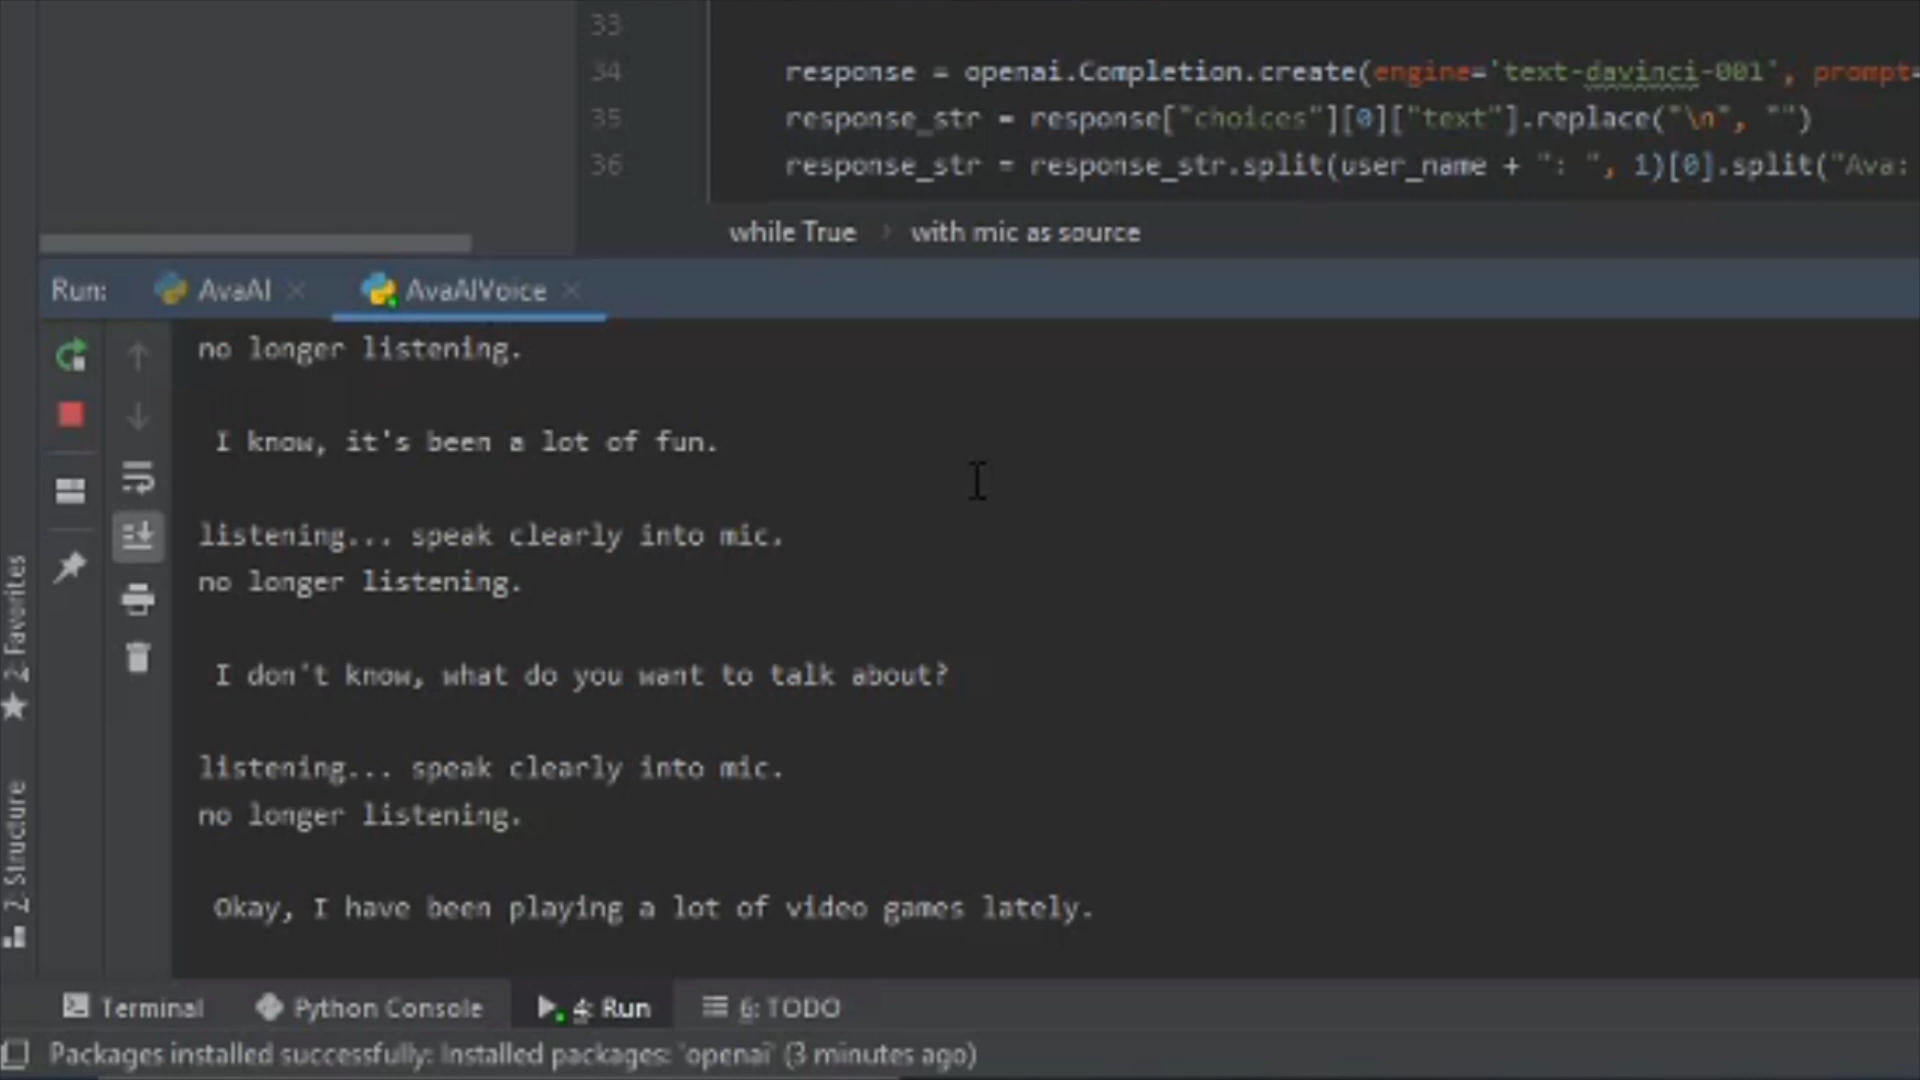 33
34 response = openai.Completion.create(engine='text-davinci-001', prompt=
35 response_str = response["choices"][0]["text"].replace("\n", "")
36 response_str = response_str.split(user_name + ": ", 1)[0].split("Ava:
while True › with mic as source
Run: AvaAI AvaAIVoice
no longer listening.
I know, it's been a lot of fun.
listening... speak clearly into mic.
no longer listening.
I don't know, what do you want to talk about?
listening... speak clearly into mic.
no longer listening.
Okay, I have been playing a lot of video games lately.
2: Favorites
7: Structure
Terminal Python Console 4: Run 6: TODO
Packages installed successfully: Installed packages: 'openai' (3 minutes ago)